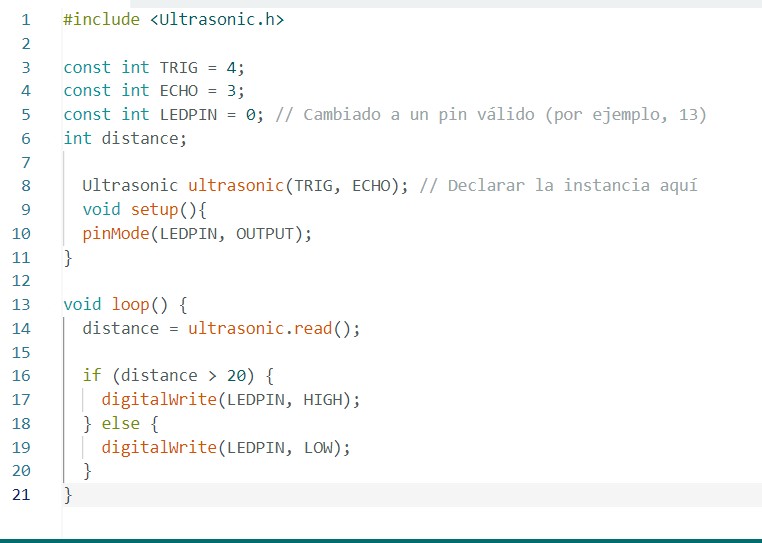 1 #include <Ultrasonic.h>
2
3 const int TRIG = 4;
4 const int ECHO = 3;
5 const int LEDPIN = 0; // Cambiado a un pin válido (por ejemplo, 13)
6 int distance;
7
8   Ultrasonic ultrasonic(TRIG, ECHO); // Declarar la instancia aquí
9   void setup(){
10   pinMode(LEDPIN, OUTPUT);
11 }
12
13 void loop() {
14   distance = ultrasonic.read();
15
16   if (distance > 20) {
17     digitalWrite(LEDPIN, HIGH);
18   } else {
19     digitalWrite(LEDPIN, LOW);
20   }
21 }